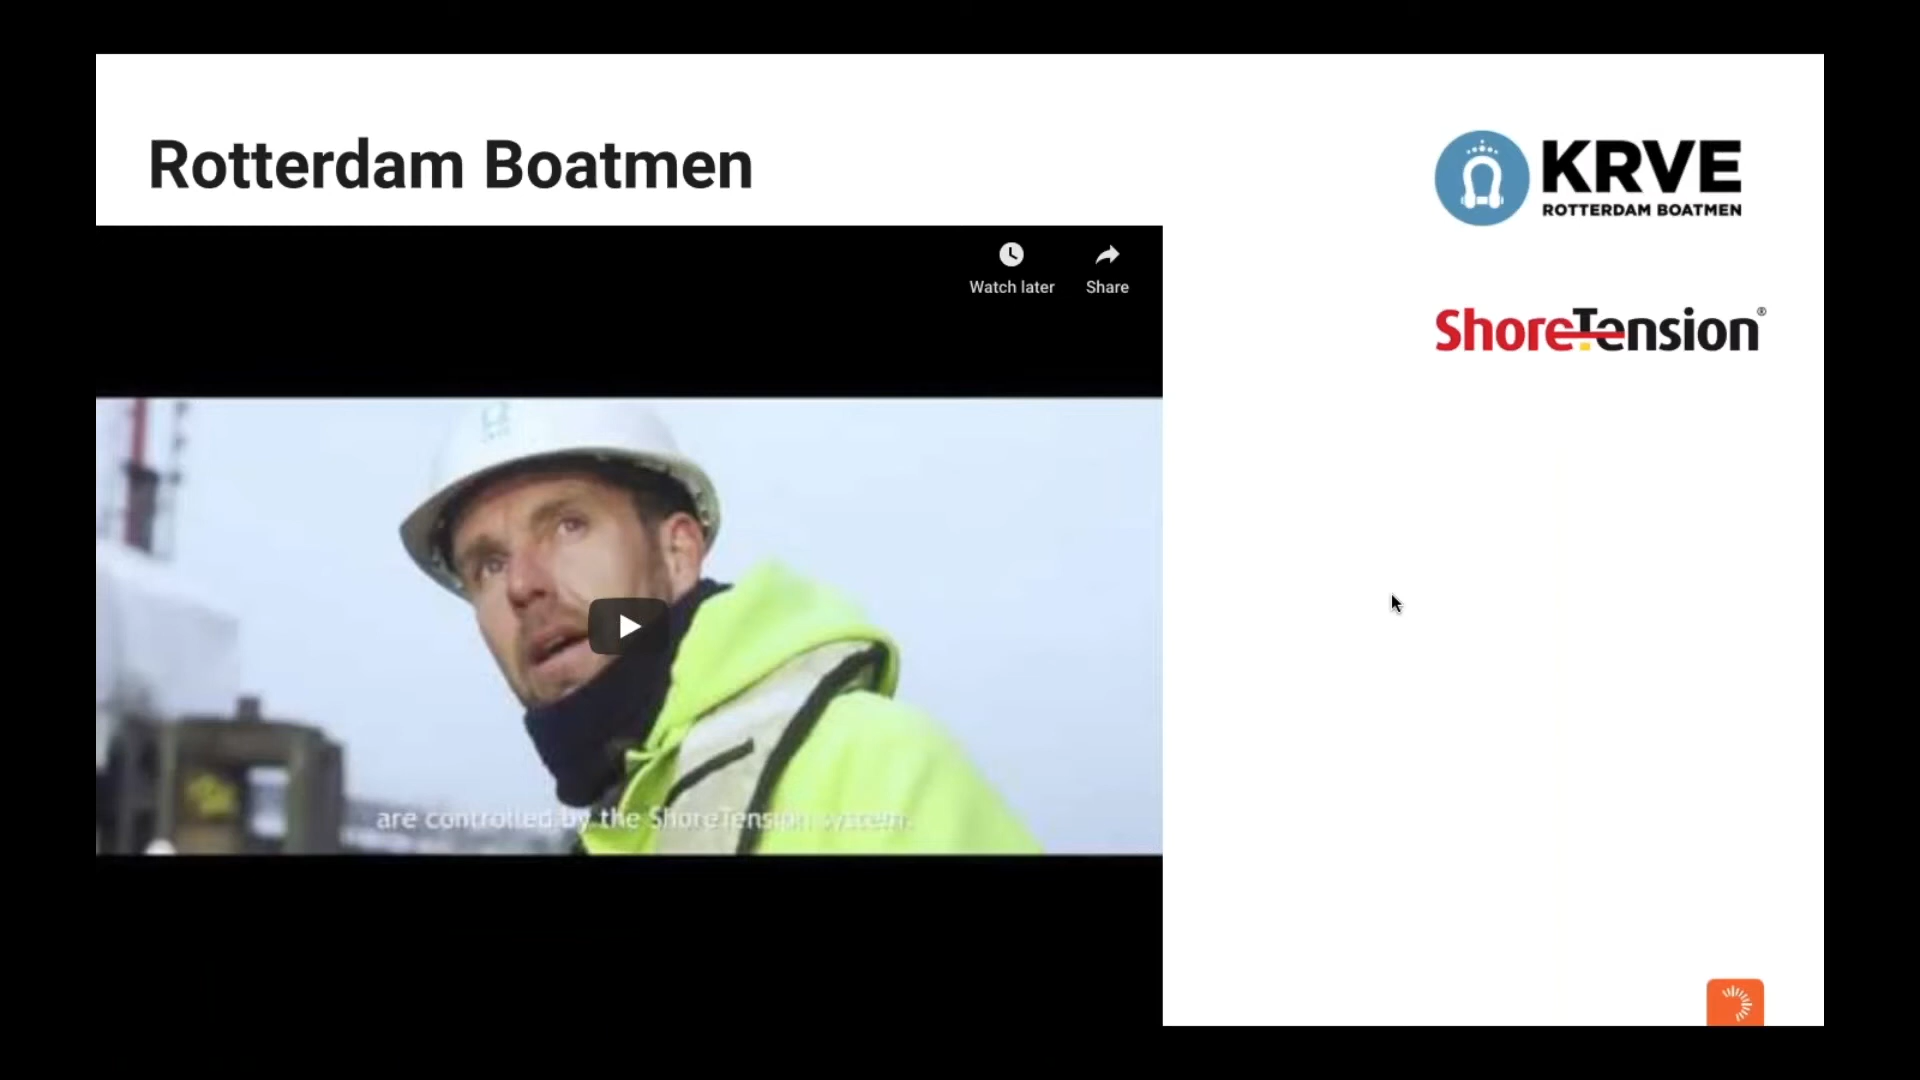 Rotterdam Boatmen
KRVE
ROTTERDAM BOATMEN
ShoreTension®
Watch later
Share
are controlled by the ShoreTension system.